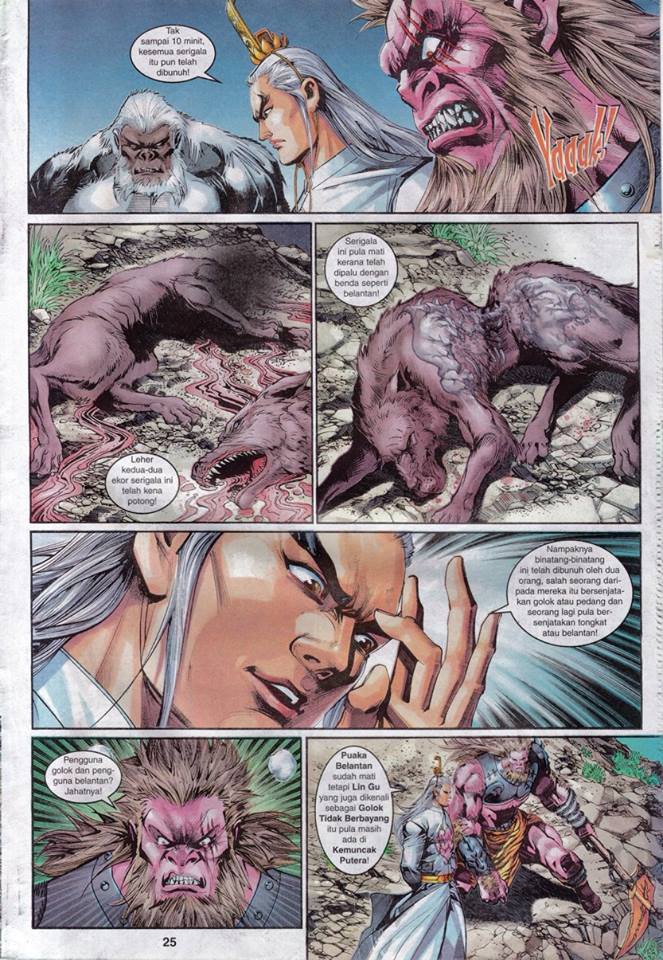 Tak
sampai 10 minit,
kesemua serigala
itu pun telah
dibunuh!
Yaaak!!
Serigala
ini pula mati
kerana telah
dipalu dengan
benda seperti
belantan!
Leher
kedua-dua
ekor serigala ini
telah kena
potong!
Nampaknya
binatang-binatang
ini telah dibunuh oleh dua
orang, salah seorang dari-
pada mereka itu bersenjata-
kan golok atau pedang dan
seorang lagi pula ber-
senjatakan tongkat
atau belantan!
Pengguna
golok dan peng-
guna belantan?
Jahatnya!
Puaka
Belantan
sudah mati
tetapi Lin Gu
yang juga dikenali
sebagai Golok
Tidak Berbayang
itu pula masih
ada di
Kemuncak
Putera!
25